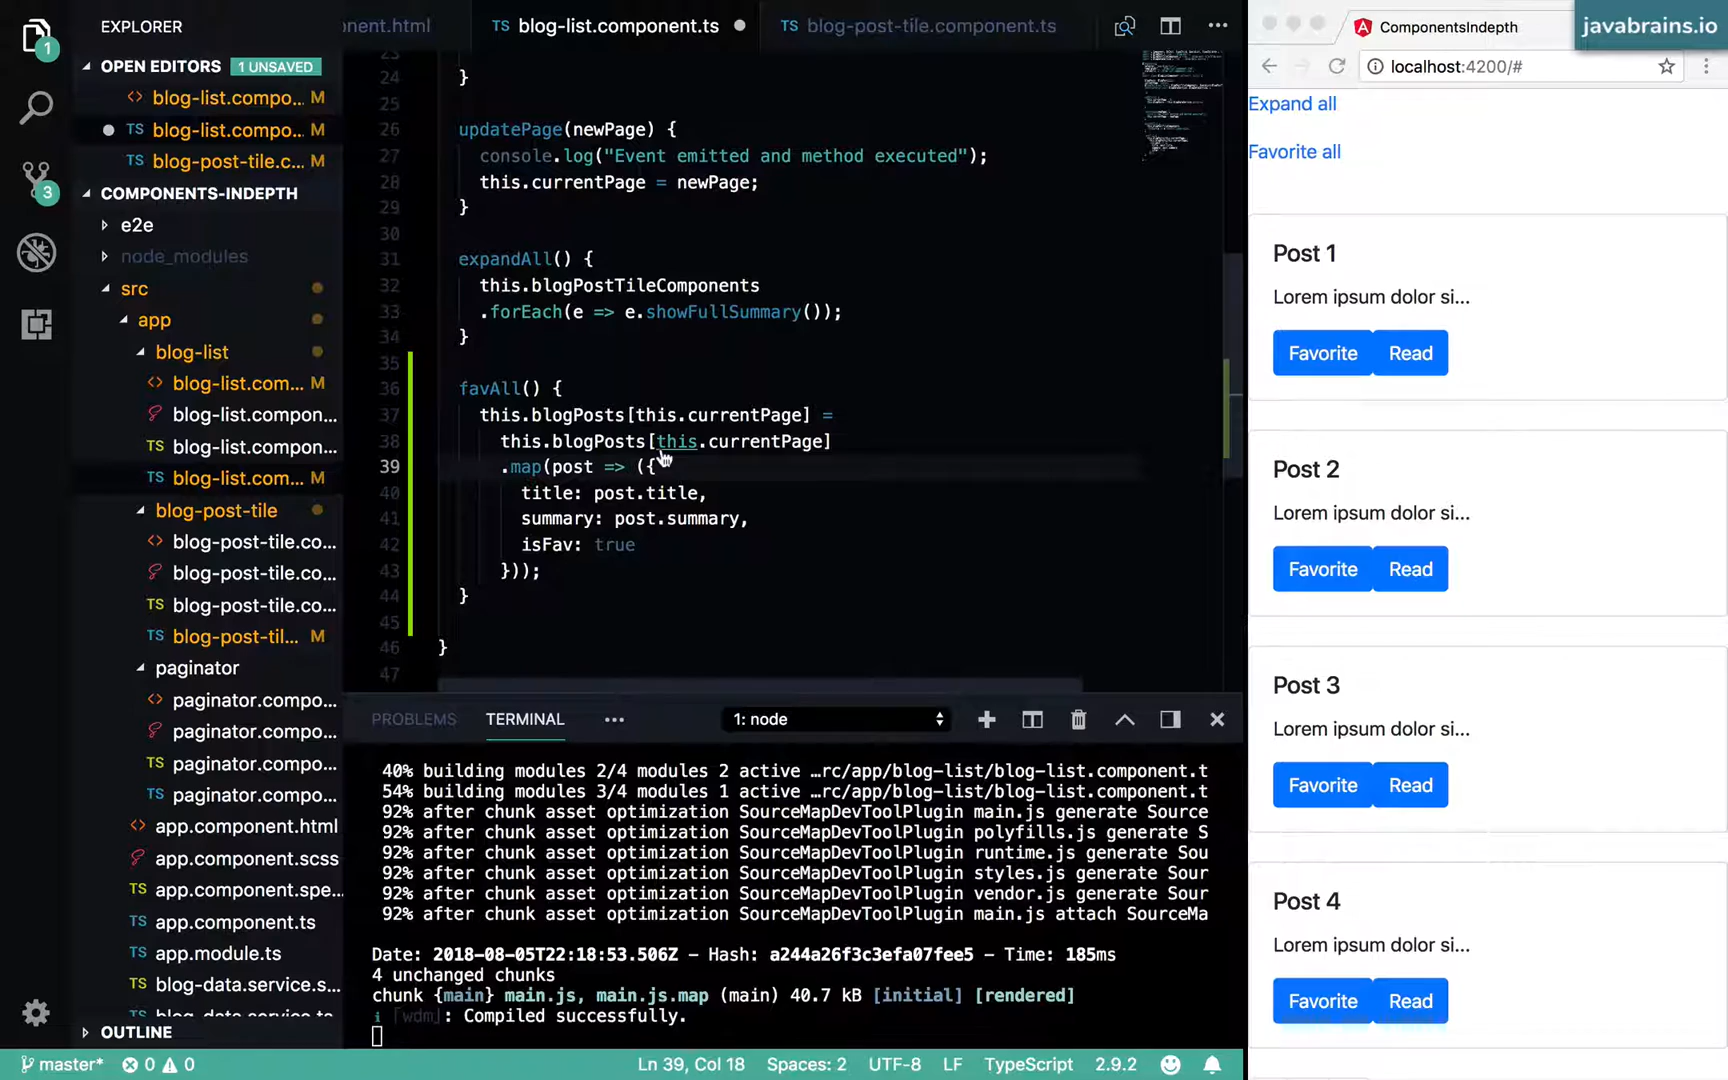 EXPLORER
OPEN EDITORS 1 UNSAVED
blog-list.compo... M
TS blog-list.compo... M
TS blog-post-tile.c... M
COMPONENTS-INDEPTH
e2e
node_modules
src
app
blog-list
blog-list.com... M
blog-list.compon...
TS blog-list.compon...
TS blog-list.com... M
blog-post-tile
blog-post-tile.co...
blog-post-tile.co...
TS blog-post-tile.co...
TS blog-post-til... M
paginator
paginator.compo...
paginator.compo...
TS paginator.compo...
TS paginator.compo...
app.component.html
app.component.scss
TS app.component.spe...
TS app.component.ts
TS app.module.ts
TS blog-data.service.s...
OUTLINE
1
3
onent.html
TS blog-list.component.ts
TS blog-post-tile.component.ts
24 }
25
26 updatePage(newPage) {
27 console.log("Event emitted and method executed");
28 this.currentPage = newPage;
29 }
30
31 expandAll() {
32 this.blogPostTileComponents
33 .forEach(e => e.showFullSummary());
34 }
35
36 favAll() {
37 this.blogPosts[this.currentPage] =
38 this.blogPosts[this.currentPage]
39 .map(post => ({
40 title: post.title,
41 summary: post.summary,
42 isFav: true
43 }));
44 }
45
46 }
47
PROBLEMS TERMINAL ... 1: node
40% building modules 2/4 modules 2 active …rc/app/blog-list/blog-list.component.t
54% building modules 3/4 modules 1 active …rc/app/blog-list/blog-list.component.t
92% after chunk asset optimization SourceMapDevToolPlugin main.js generate Source
92% after chunk asset optimization SourceMapDevToolPlugin polyfills.js generate S
92% after chunk asset optimization SourceMapDevToolPlugin runtime.js generate Sou
92% after chunk asset optimization SourceMapDevToolPlugin styles.js generate Sour
92% after chunk asset optimization SourceMapDevToolPlugin vendor.js generate Sour
92% after chunk asset optimization SourceMapDevToolPlugin main.js attach SourceMa
Date: 2018-08-05T22:18:53.506Z – Hash: a244a26f3c3efa07fee5 – Time: 185ms
4 unchanged chunks
chunk {main} main.js, main.js.map (main) 40.7 kB [initial] [rendered]
i 「wdm」: Compiled successfully.
master* 0 0 Ln 39, Col 18 Spaces: 2 UTF-8 LF TypeScript 2.9.2
ComponentsIndepth
javabrains.io
localhost:4200/#
Expand all
Favorite all
Post 1
Lorem ipsum dolor si...
Favorite Read
Post 2
Lorem ipsum dolor si...
Favorite Read
Post 3
Lorem ipsum dolor si...
Favorite Read
Post 4
Lorem ipsum dolor si...
Favorite Read